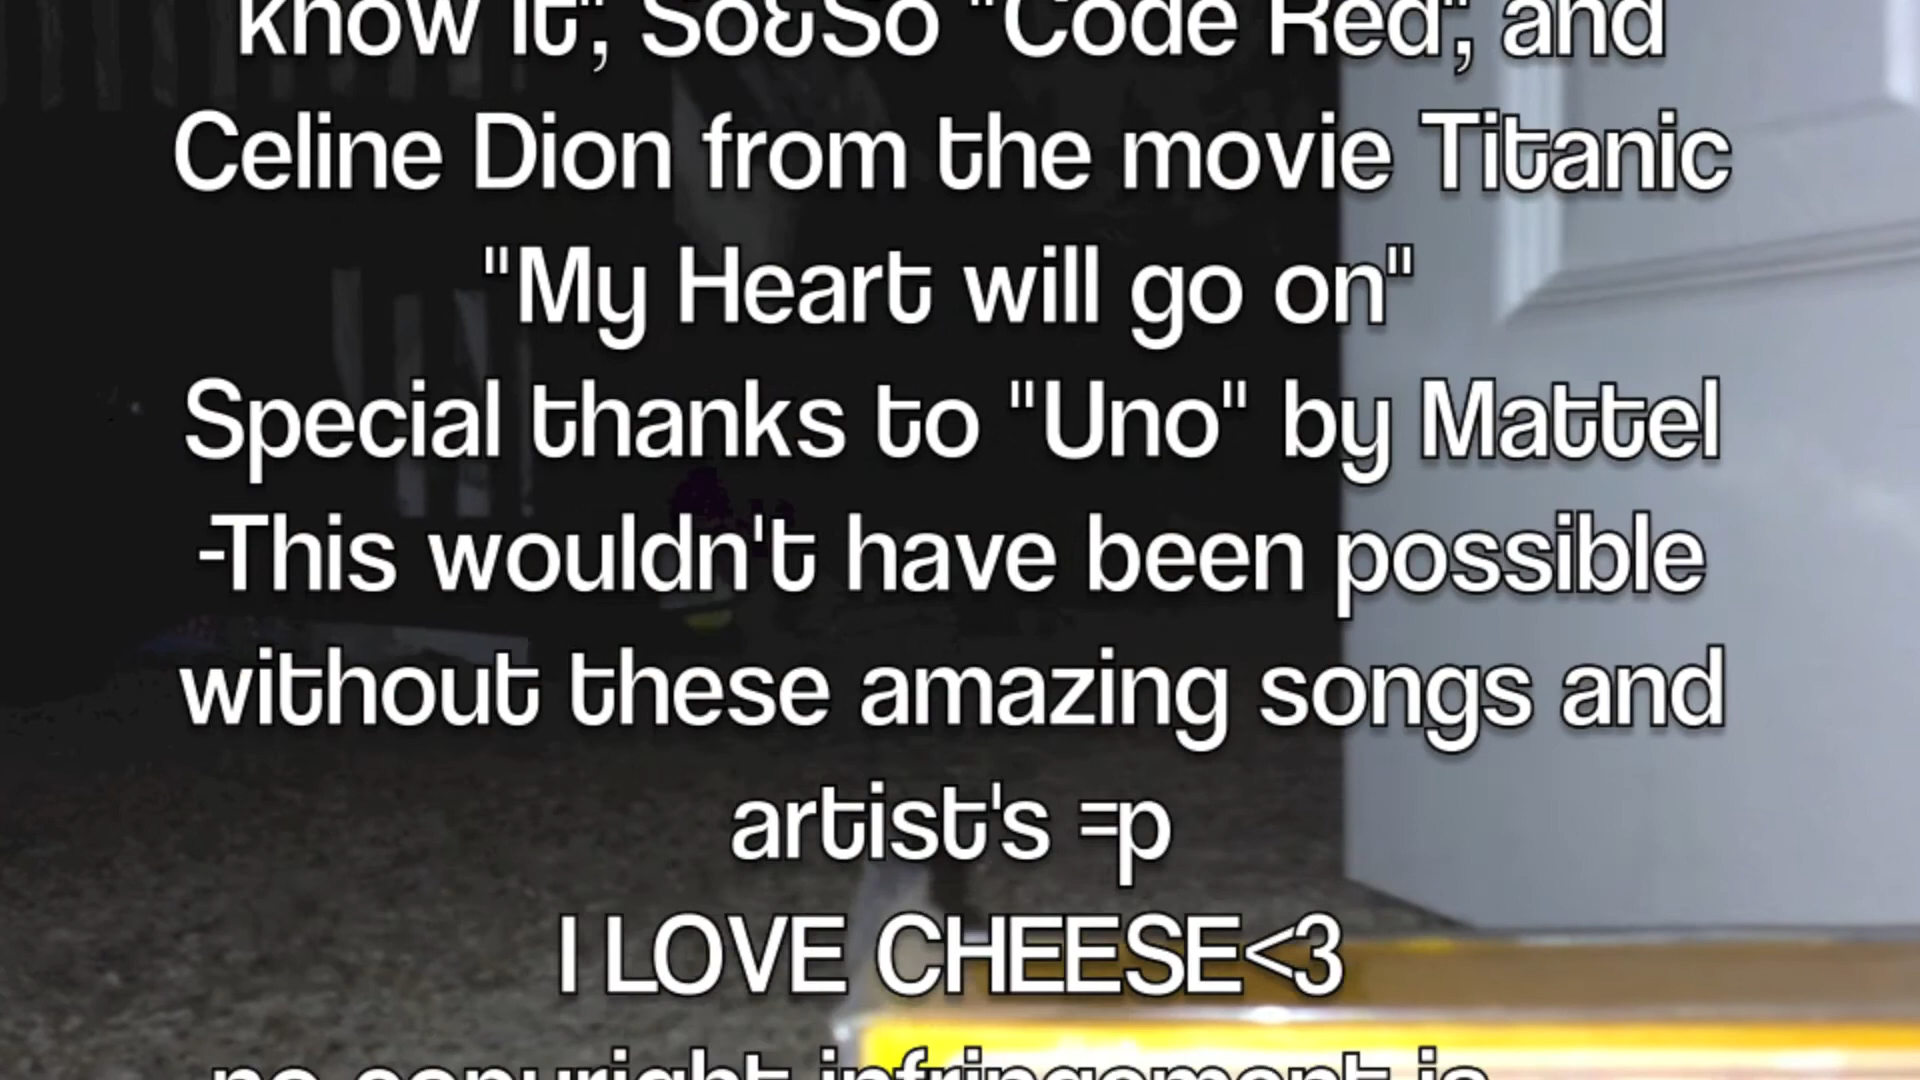 know it", So&So "Code Red", and
Celine Dion from the movie Titanic
"My Heart will go on"
Special thanks to "Uno" by Mattel
-This wouldn't have been possible
without these amazing songs and
artist's =p
I LOVE CHEESE<3
no copyright infringement is